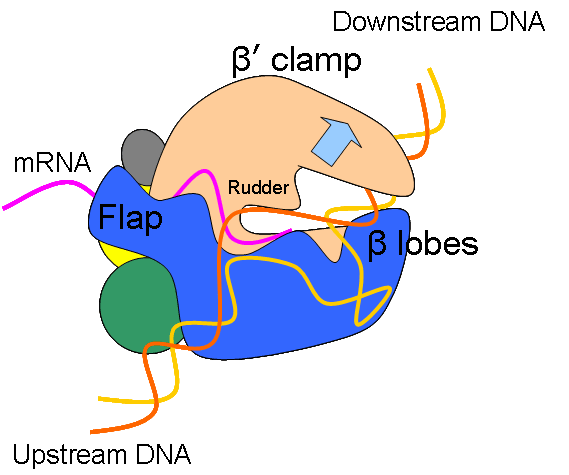 Downstream DNA
β′ clamp
mRNA
Rudder
Flap
β lobes
Upstream DNA